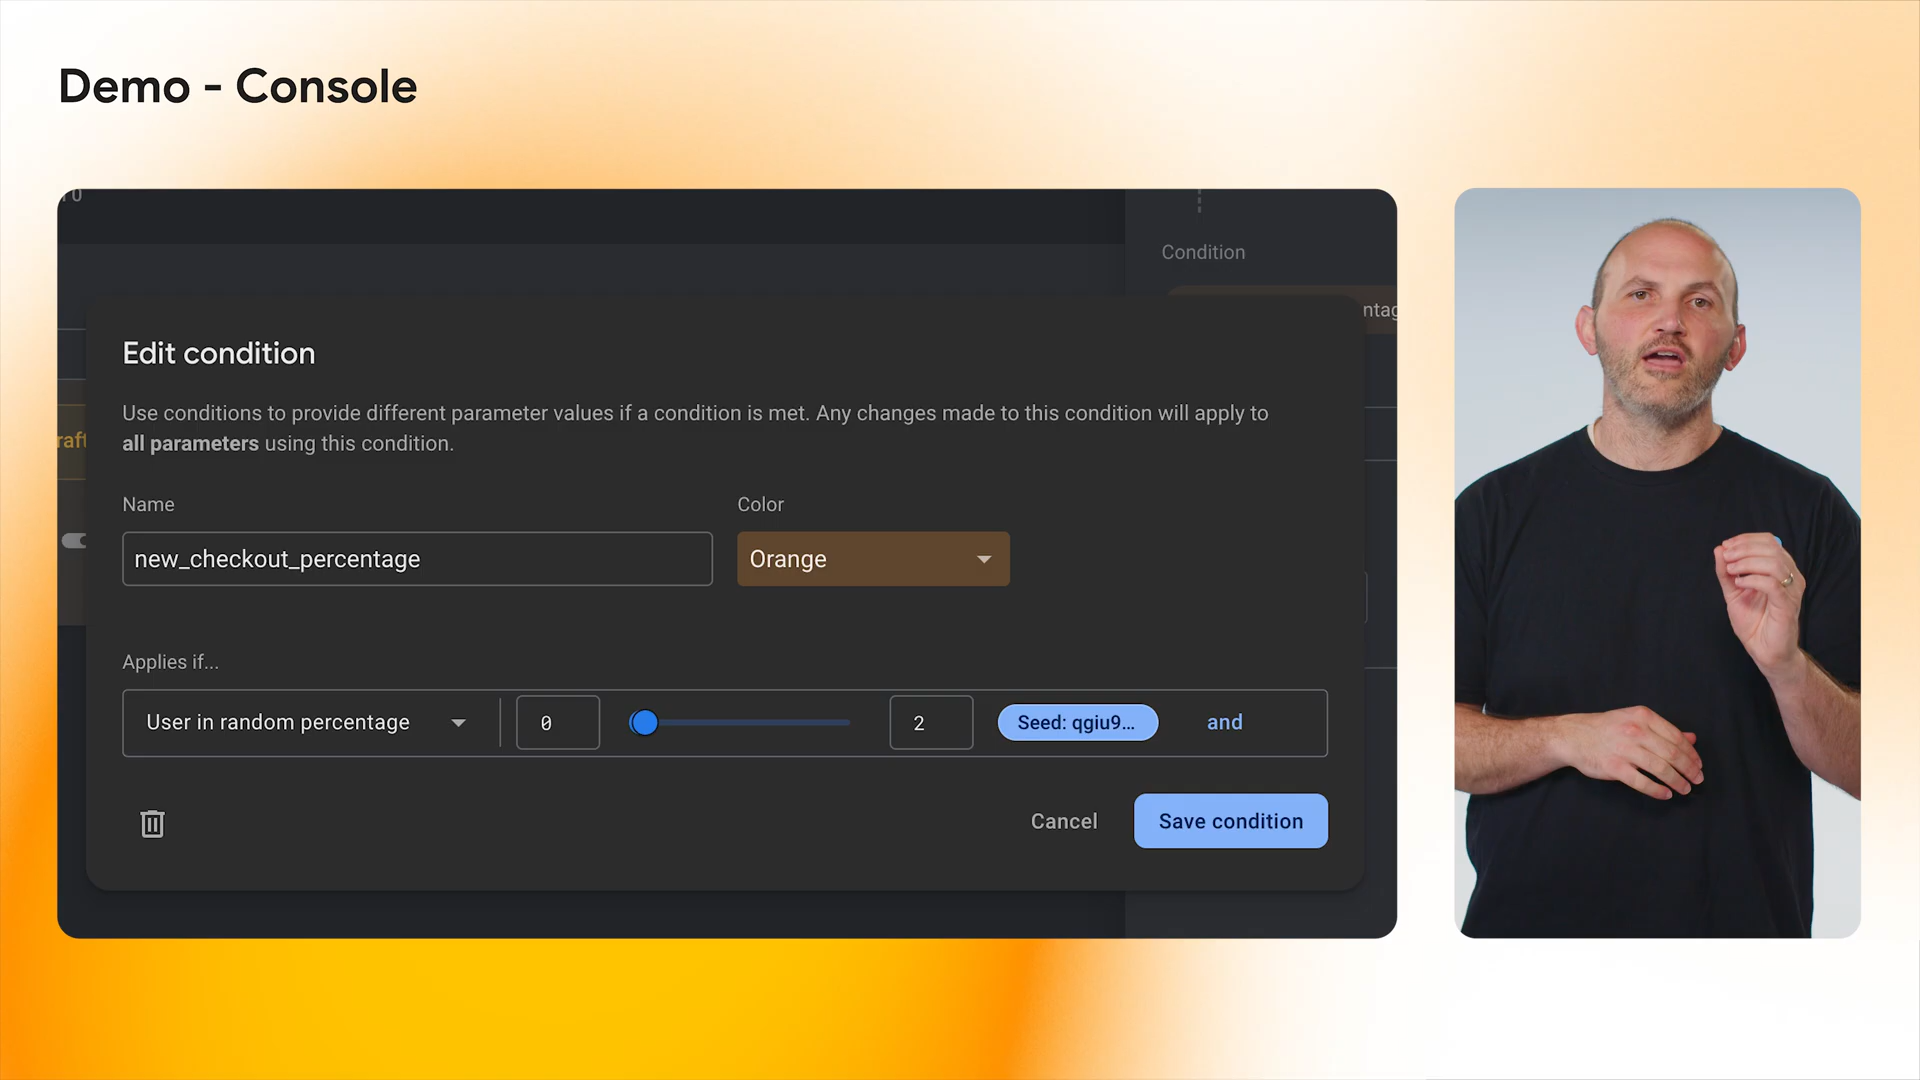 Demo - Console
Condition
Edit condition
Use conditions to provide different parameter values if a condition is met. Any changes made to this condition will apply to
all parameters using this condition.
Name
Color
new_checkout_percentage
Orange
Applies if...
User in random percentage
0
2
Seed: qgiu9...
and
Cancel
Save condition